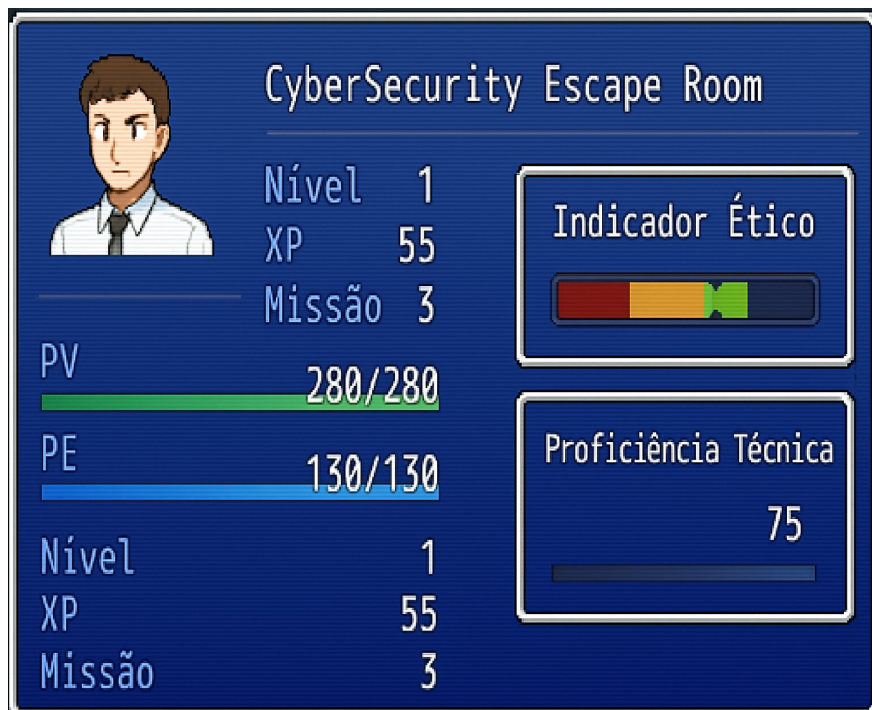 CyberSecurity Escape Room
Nível 1
XP 55
Missão 3
PV 280/280
PE 130/130
Nível 1
XP 55
Missão 3
Indicador Ético
Proficiência Técnica
75